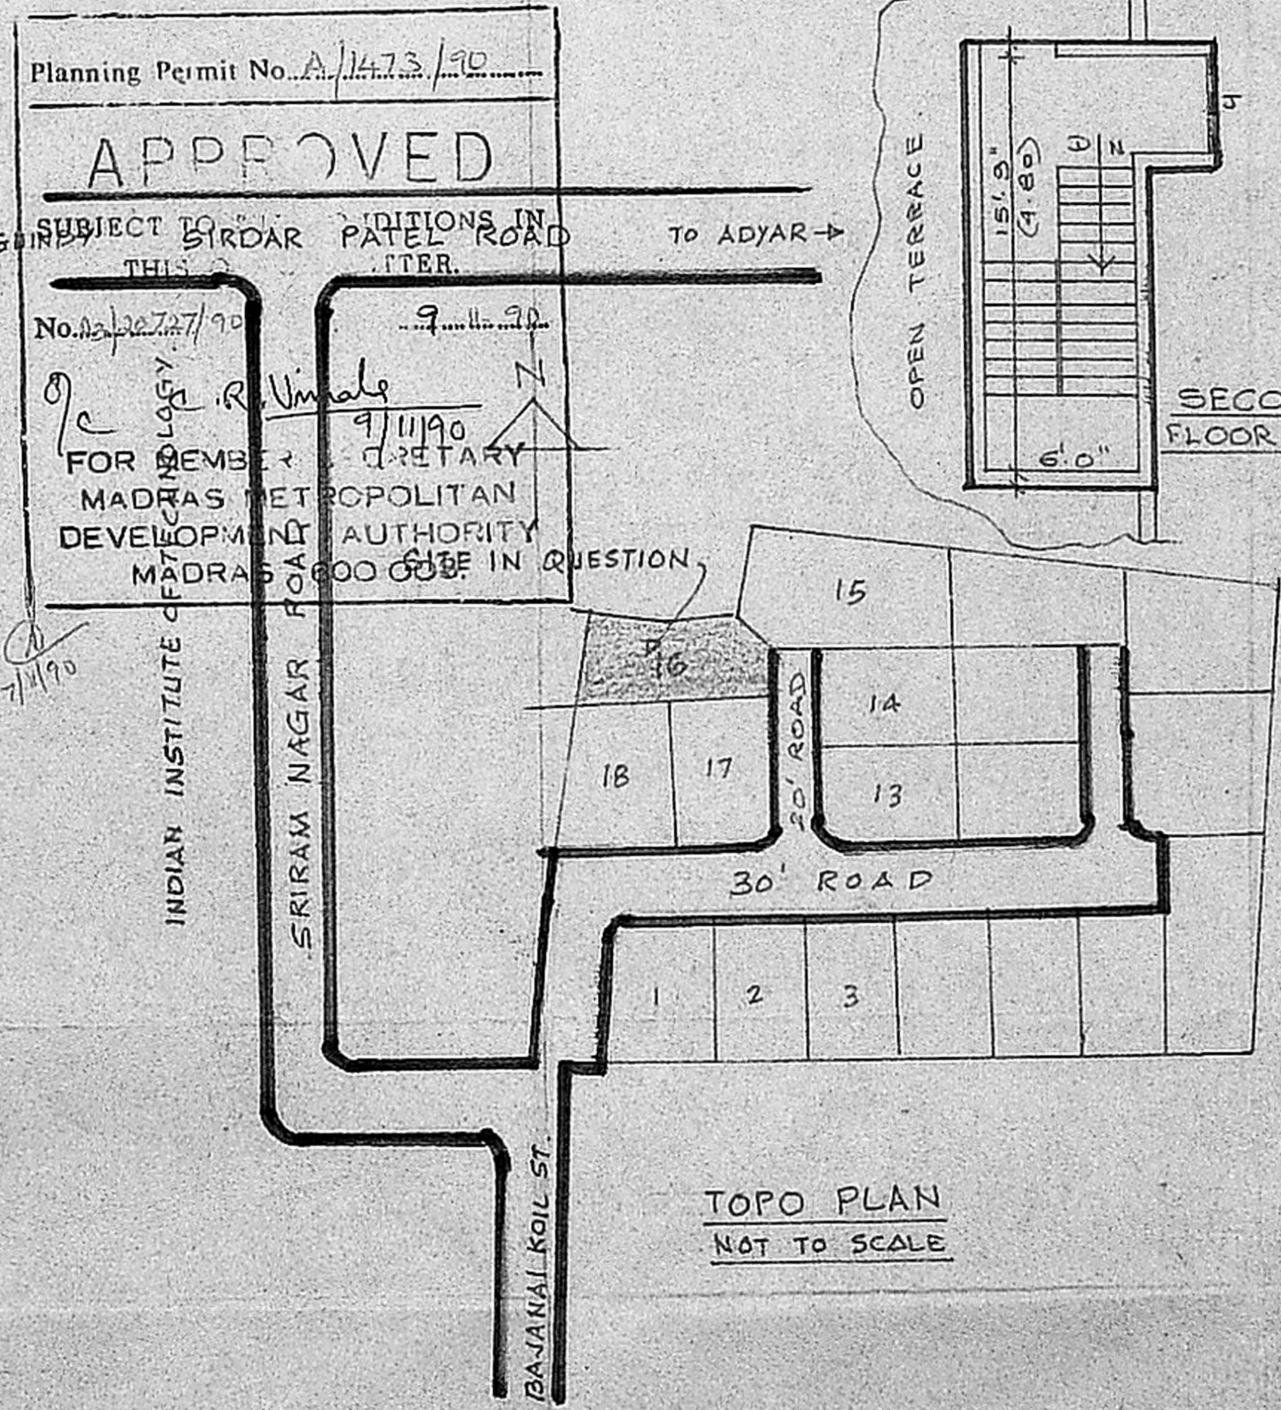 Planning Permit No. A/1473/90
APPROVED
SUBJECT TO DITIONS IN
THIS TTER.
SIRDAR PATEL ROAD
TO ADYAR →
No. 90
9/11/90
FOR MEMBER
MADRAS METROPOLITAN
DEVELOPMENT AUTHORITY
MADRAS 600 008.
7/11/90
N
INDIAN INSTITUTE OF TECHNOLOGY.
SRIRAM NAGAR ROAD
SITE IN QUESTION
OPEN TERRACE.
15'.9"
(4.80)
6'.0"
SECO
FLOOR
15
16
14
18
17
13
20' ROAD
30' ROAD
1
2
3
BAJANAI KOIL ST.
TOPO PLAN
NOT TO SCALE